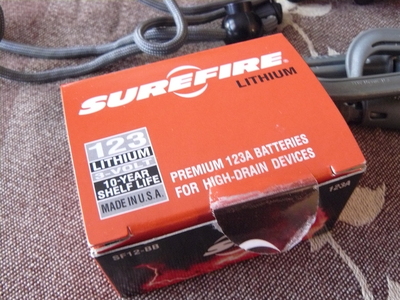 SUREFIRE
LITHIUM
123
LITHIUM
3-VOLT
10-YEAR
SHELF LIFE
MADE IN U.S.A.
PREMIUM 123A BATTERIES
FOR HIGH-DRAIN DEVICES
SF12-BB
123A